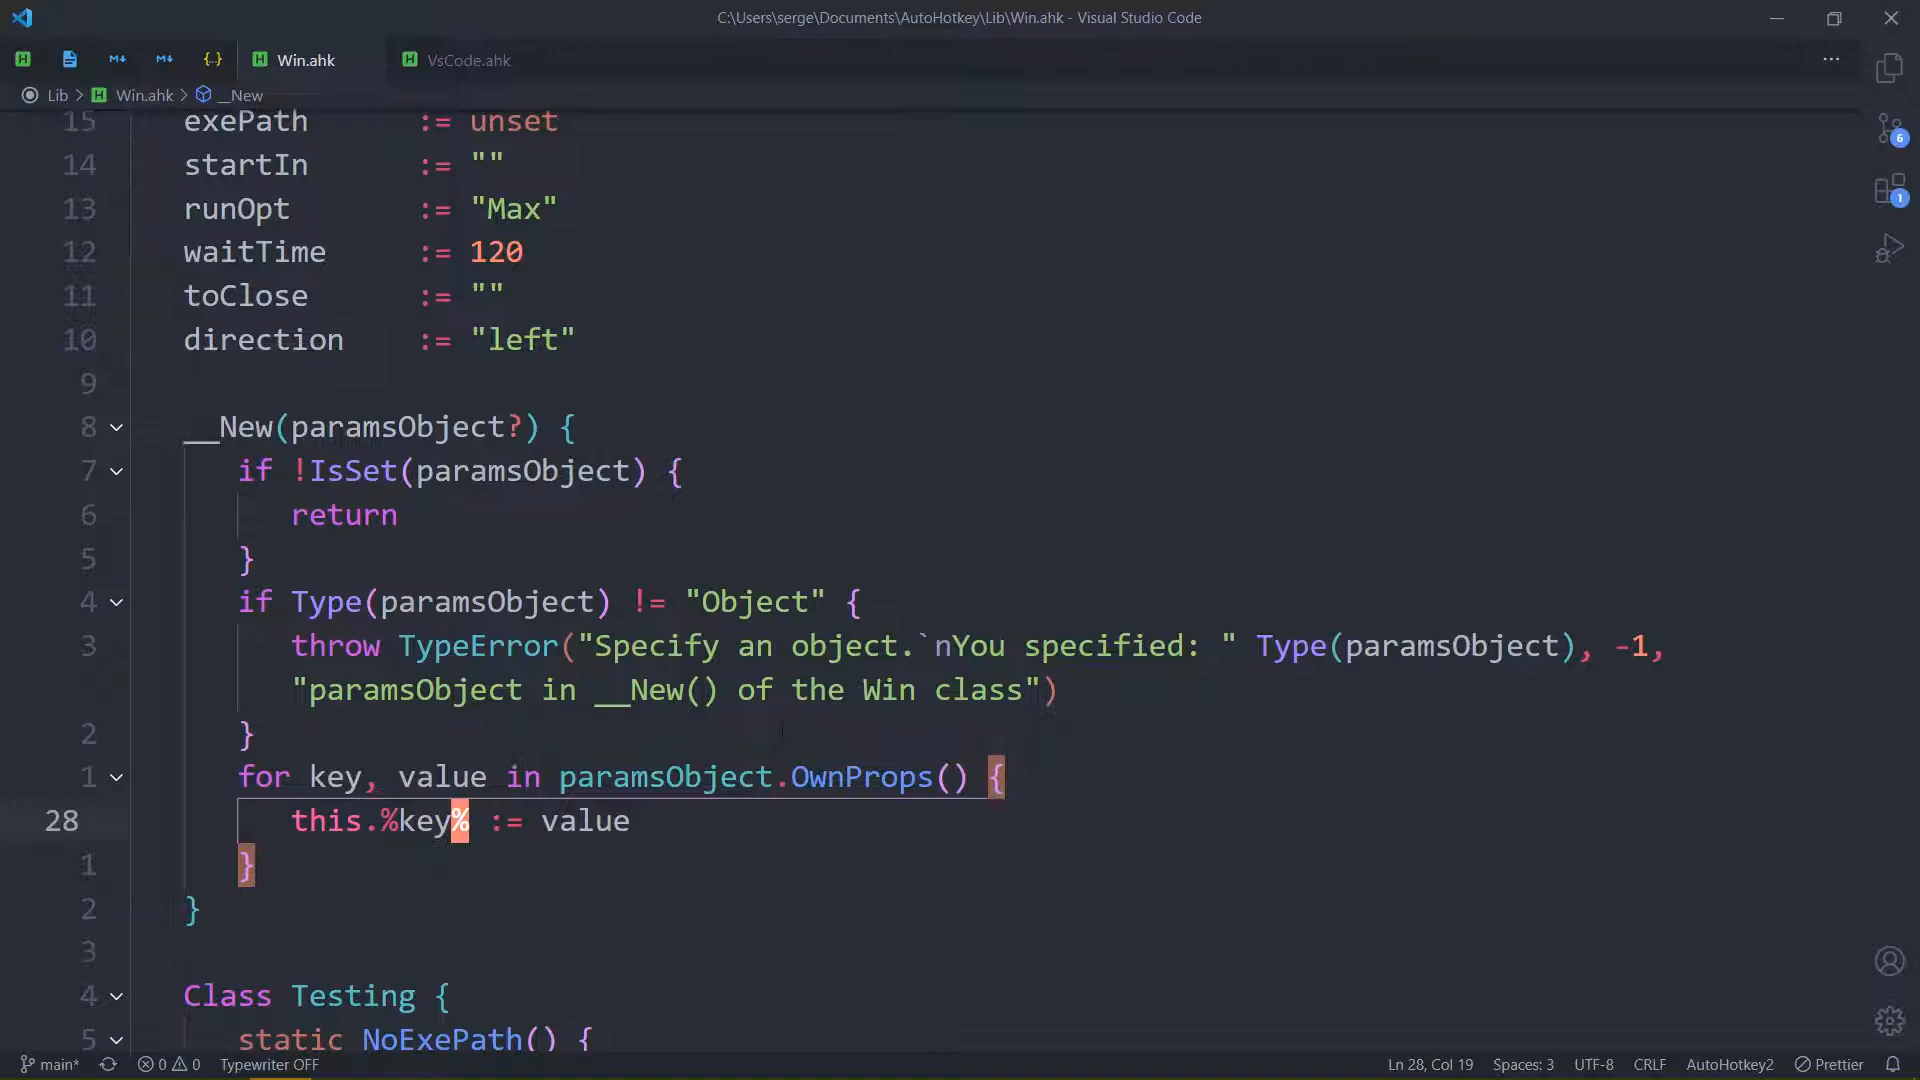 C:\Users\serge\Documents\AutoHotkey\Lib\Win.ahk - Visual Studio Code
Win.ahk
VsCode.ahk
Lib > Win.ahk > __New
15 exePath := unset
14 startIn := ""
13 runOpt := "Max"
12 waitTime := 120
11 toClose := ""
10 direction := "left"
9
8 __New(paramsObject?) {
7 if !IsSet(paramsObject) {
6 return
5 }
4 if Type(paramsObject) != "Object" {
3 throw TypeError("Specify an object.`nYou specified: " Type(paramsObject), -1,
"paramsObject in __New() of the Win class")
2 }
1 for key, value in paramsObject.OwnProps() {
28 this.%key% := value
1 }
2 }
3
4 Class Testing {
5 static NoExePath() {
6
1
main* 0 0 Typewriter OFF Ln 28, Col 19 Spaces: 3 UTF-8 CRLF AutoHotkey2 Prettier